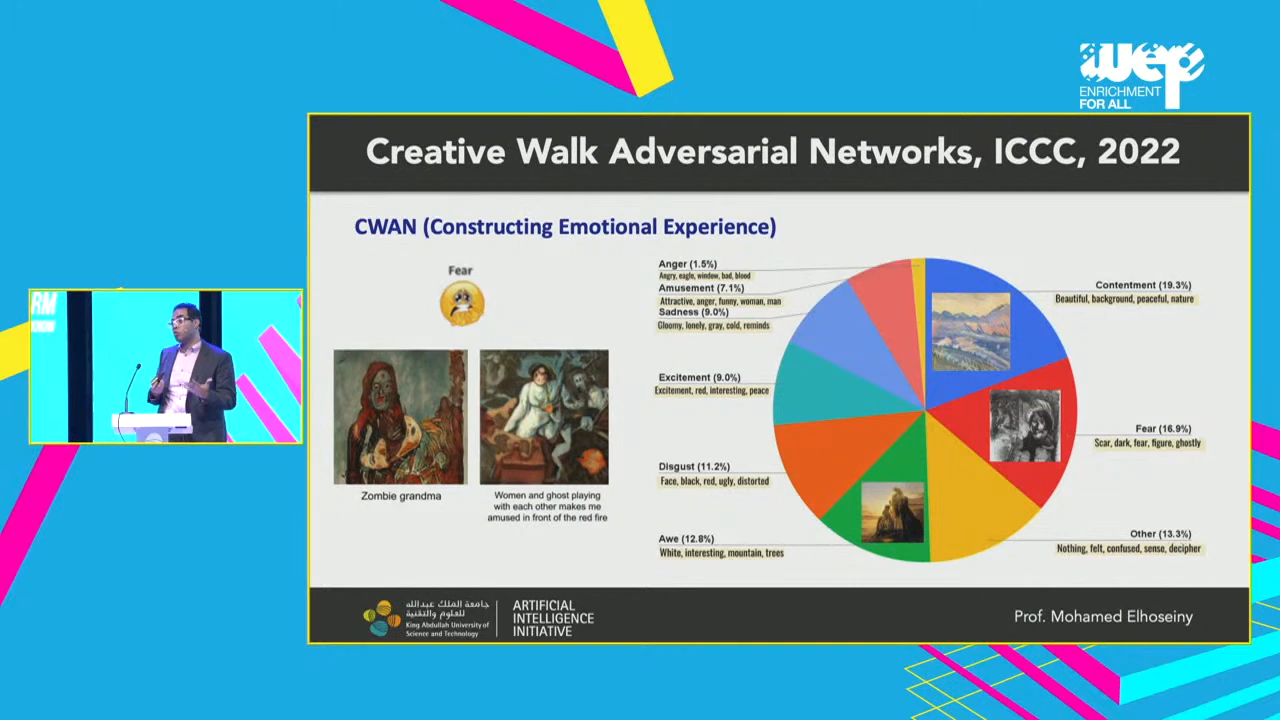 wep
ENRICHMENT
FOR ALL
Creative Walk Adversarial Networks, ICCC, 2022
CWAN (Constructing Emotional Experience)
Fear
Zombie grandma
Women and ghost playing
with each other makes me
amused in front of the red fire
Anger (1.5%)
Angry, eagle, window, bad, blood
Amusement (7.1%)
Attractive, anger, funny, woman, man
Sadness (9.0%)
Gloomy, lonely, gray, cold, reminds
Excitement (9.0%)
Excitement, red, interesting, peace
Disgust (11.2%)
Face, black, red, ugly, distorted
Awe (12.8%)
White, interesting, mountain, trees
Contentment (19.3%)
Beautiful, background, peaceful, nature
Fear (16.9%)
Scar, dark, fear, figure, ghostly
Other (13.3%)
Nothing, felt, confused, sense, decipher
RM
KNOW
جامعة الملك عبدالله
للعلوم والتقنية
King Abdullah University of
Science and Technology
ARTIFICIAL
INTELLIGENCE
INITIATIVE
Prof. Mohamed Elhoseiny